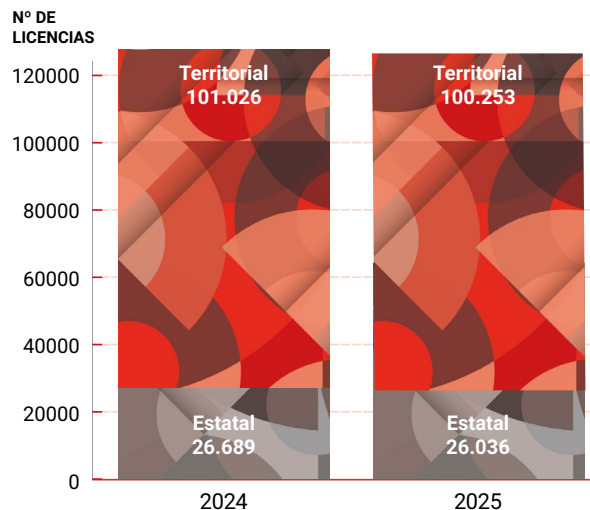 Nº DE
LICENCIAS
120000
100000
80000
60000
40000
20000
0
Territorial
101.026
Estatal
26.689
Territorial
100.253
Estatal
26.036
2024
2025